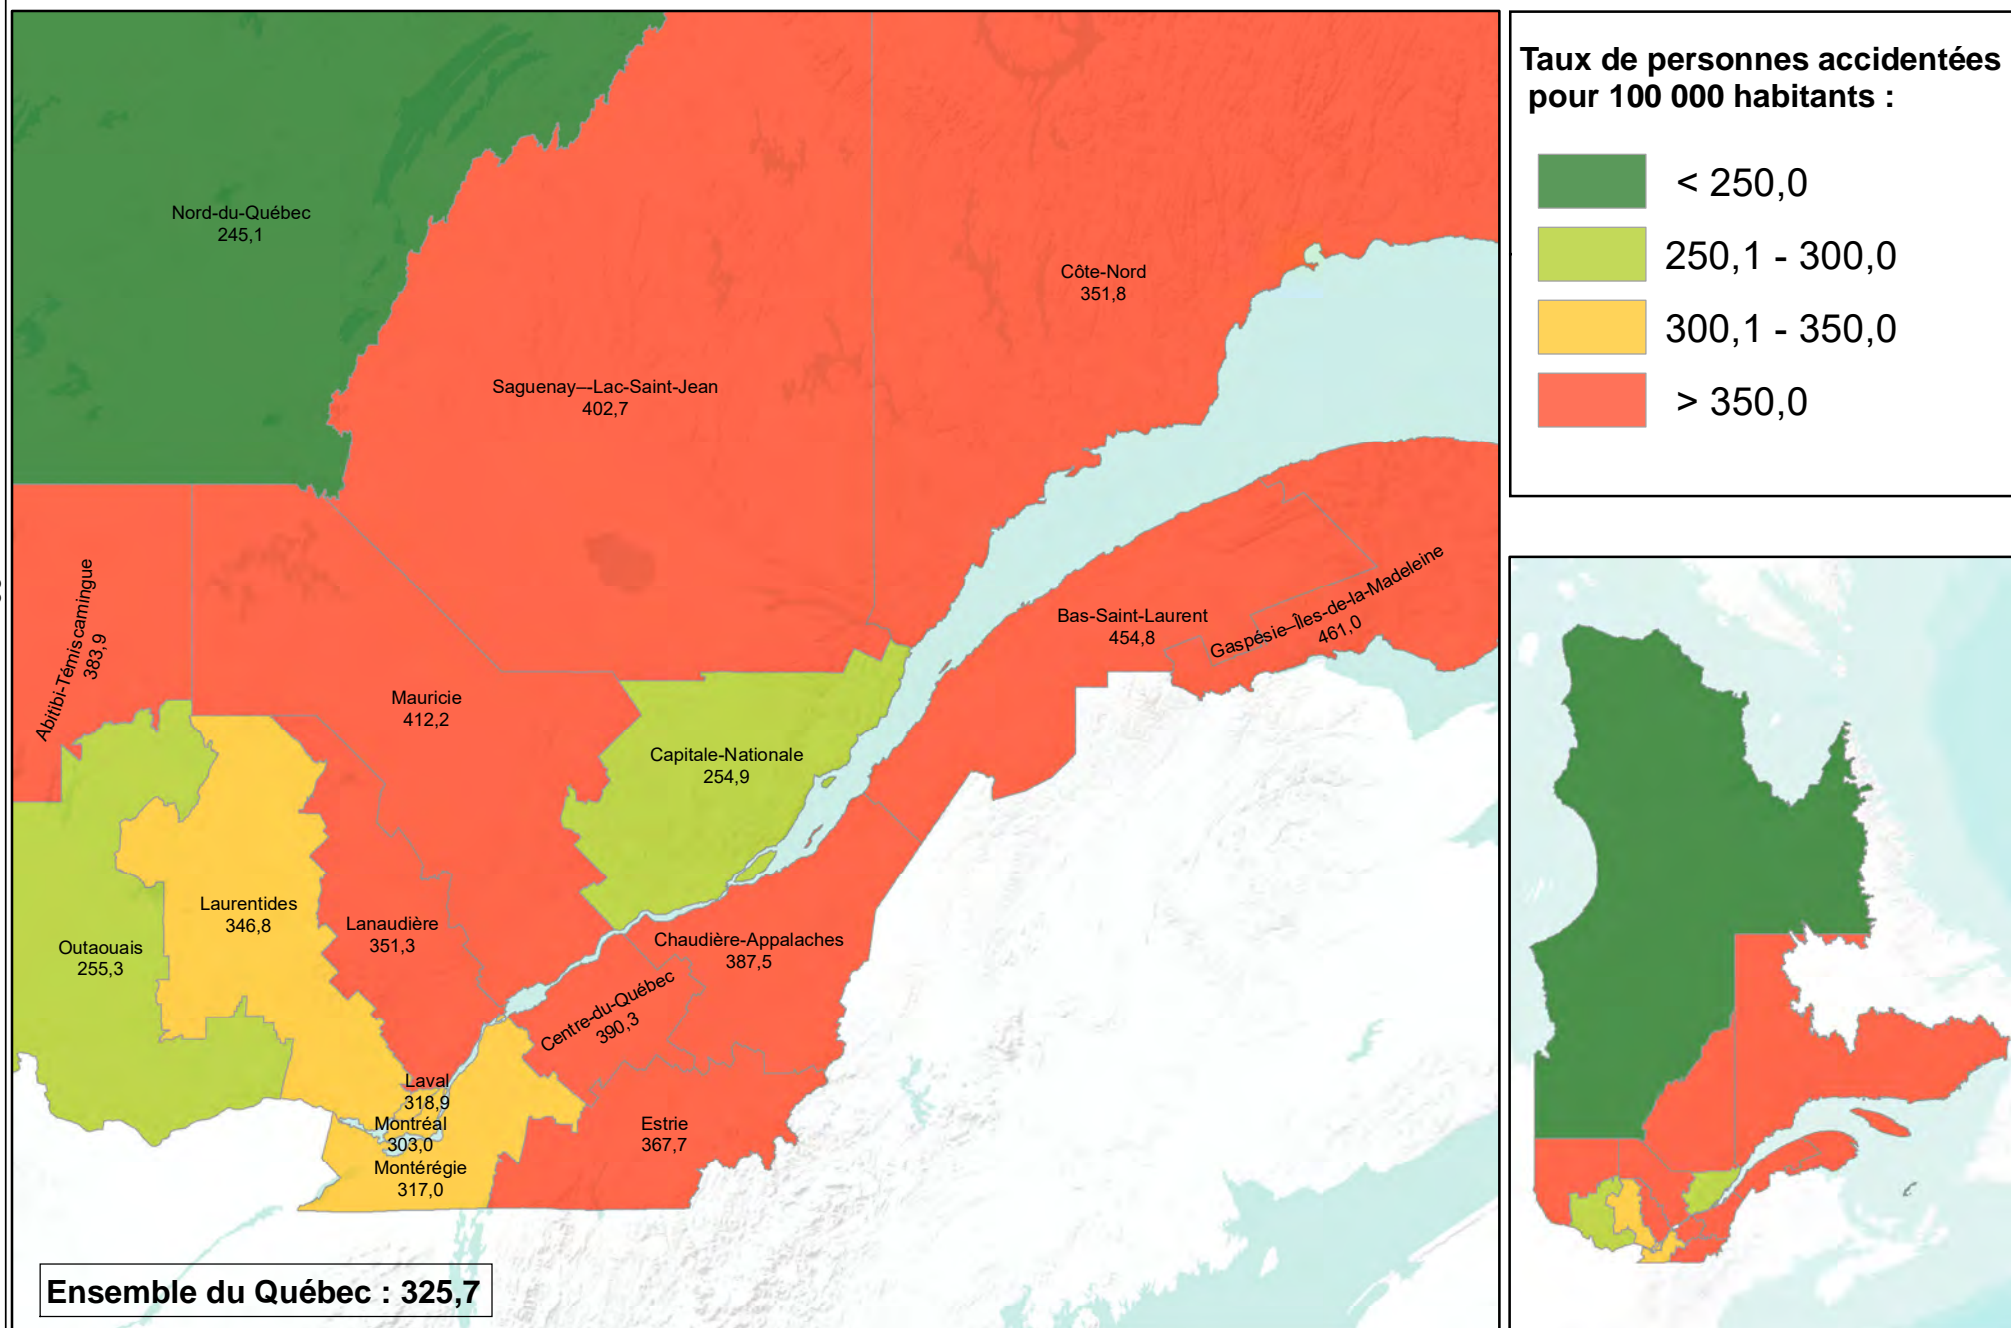 Taux de personnes accidentées
pour 100 000 habitants :
< 250,0
250,1 - 300,0
300,1 - 350,0
> 350,0
Nord-du-Québec
245,1
Côte-Nord
351,8
Saguenay--Lac-Saint-Jean
402,7
Abitibi-Témiscamingue
383,9
Bas-Saint-Laurent
454,8
Gaspésie–Îles-de-la-Madeleine
461,0
Mauricie
412,2
Capitale-Nationale
254,9
Laurentides
346,8
Lanaudière
351,3
Outaouais
255,3
Chaudière-Appalaches
387,5
Centre-du-Québec
390,3
Laval
318,9
Montréal
303,0
Montérégie
317,0
Estrie
367,7
Ensemble du Québec : 325,7